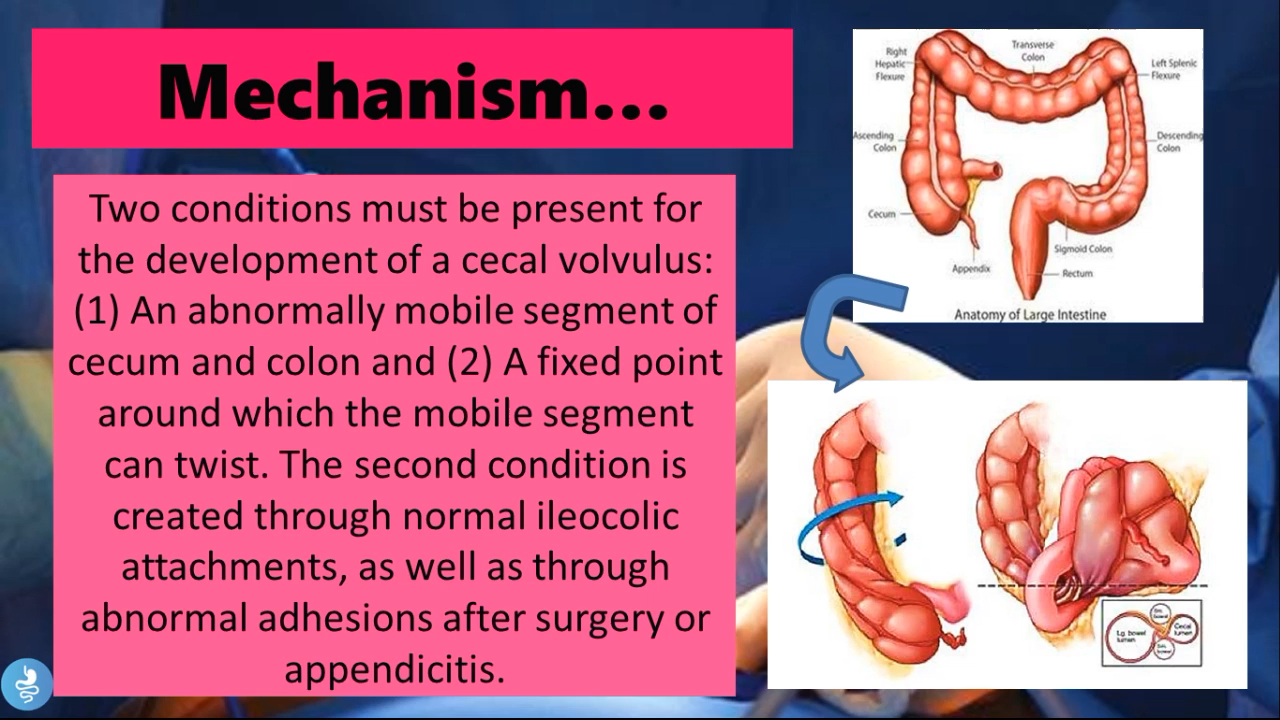 Mechanism...
Two conditions must be present for
the development of a cecal volvulus:
(1) An abnormally mobile segment of
cecum and colon and (2) A fixed point
around which the mobile segment
can twist. The second condition is
created through normal ileocolic
attachments, as well as through
abnormal adhesions after surgery or
appendicitis.
Right
Hepatic
Flexure
Transverse
Colon
Left Splenic
Flexure
Ascending
Colon
Descending
Colon
Cecum
Sigmoid Colon
Appendix
Rectum
Anatomy of Large Intestine
Sm.
bowel
Lg. bowel
lumen
Cecal
lumen
Sm.
bowel